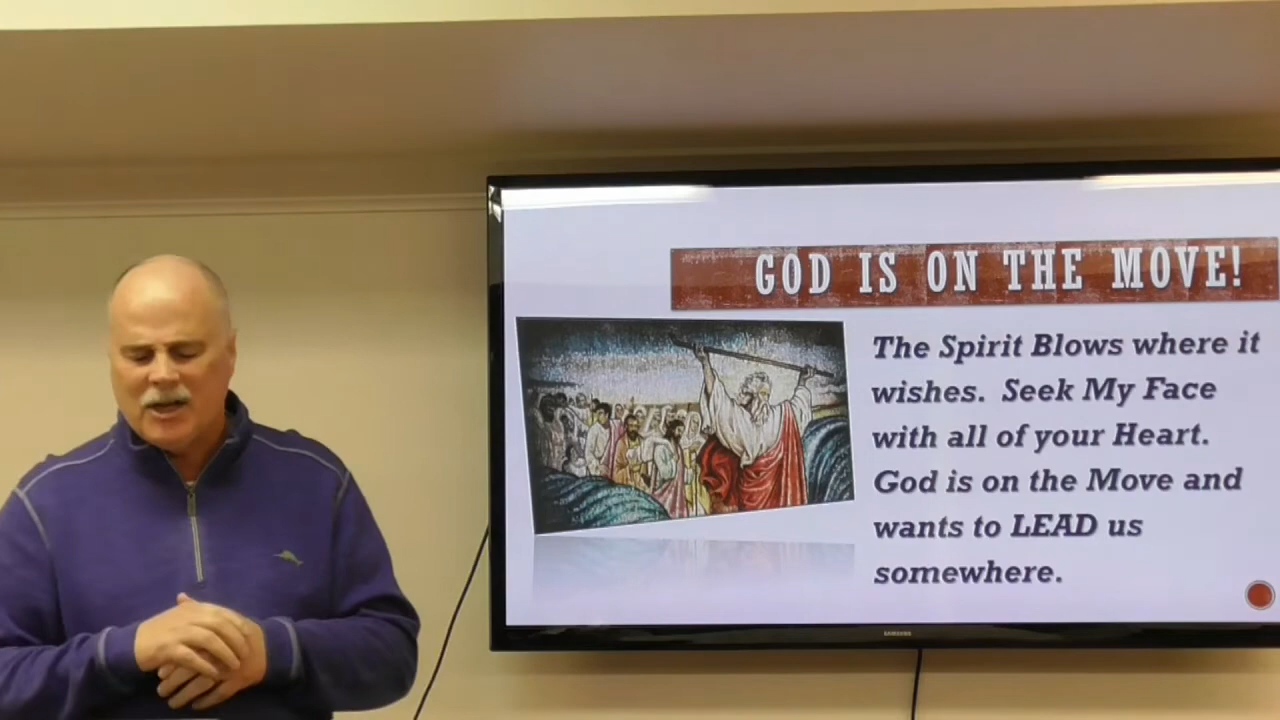 GOD IS ON THE MOVE!
The Spirit Blows where it
wishes. Seek My Face
with all of your Heart.
God is on the Move and
wants to LEAD us
somewhere.
SAMSUNG